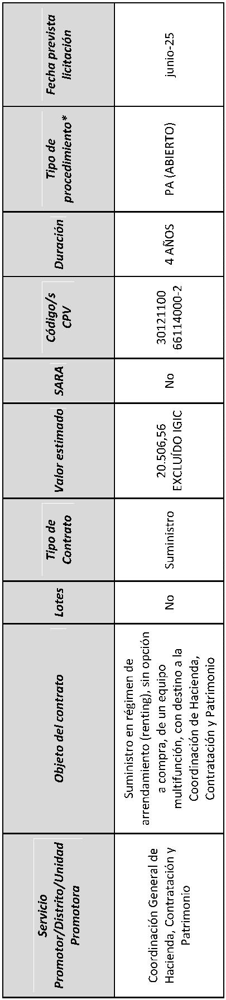 Servicio
Promotor/Distrito/Unidad
Promotora
Objeto del contrato
Lotes
Tipo de
Contrato
Valor estimado
SARA
Código/s
CPV
Duración
Tipo de
procedimiento*
Fecha prevista
licitación
Coordinación General de
Hacienda, Contratación y
Patrimonio
Suministro en régimen de
arrendamiento (renting), sin opción
a compra, de un equipo
multifunción, con destino a la
Coordinación de Hacienda,
Contratación y Patrimonio
No
Suministro
20.506,56
EXCLUÍDO IGIC
No
30121100
66114000-2
4 AÑOS
PA (ABIERTO)
junio-25